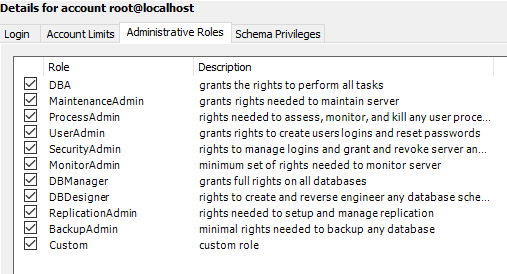 Details for account root@localhost
Login Account Limits Administrative Roles Schema Privileges
Role Description
DBA grants the rights to perform all tasks
MaintenanceAdmin grants rights needed to maintain server
ProcessAdmin rights needed to assess, monitor, and kill any user proce...
UserAdmin grants rights to create users logins and reset passwords
SecurityAdmin rights to manage logins and grant and revoke server an...
MonitorAdmin minimum set of rights needed to monitor server
DBManager grants full rights on all databases
DBDesigner rights to create and reverse engineer any database sche...
ReplicationAdmin rights needed to setup and manage replication
BackupAdmin minimal rights needed to backup any database
Custom custom role